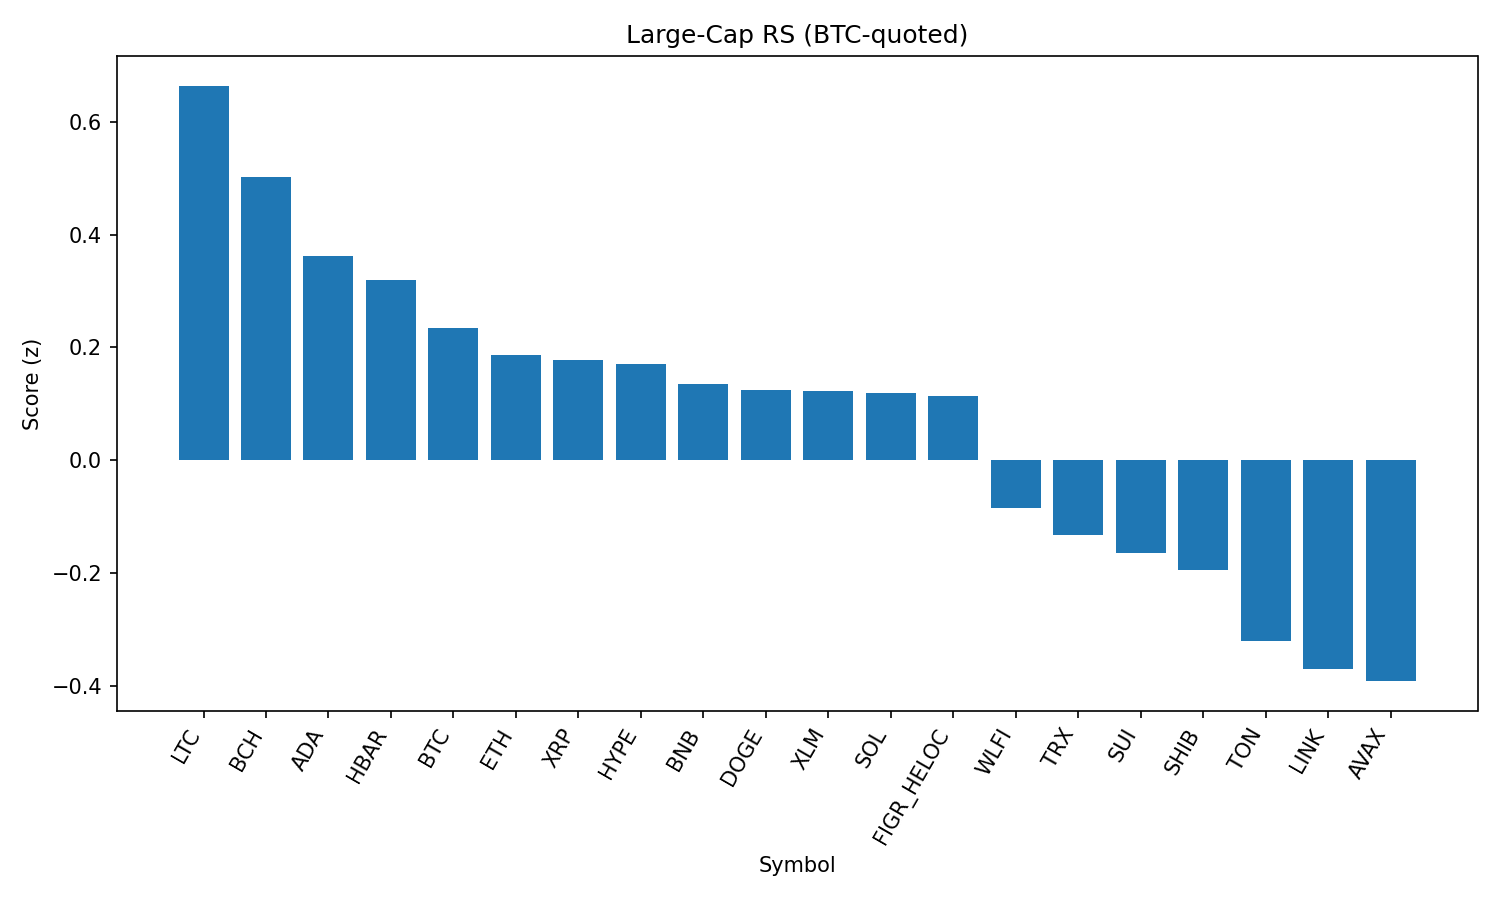 Large-Cap RS (BTC-quoted)
Score (z)
0.6
0.4
0.2
0.0
−0.2
−0.4
LTC
BCH
ADA
HBAR
BTC
ETH
XRP
HYPE
BNB
DOGE
XLM
SOL
FIGR_HELOC
WLFI
TRX
SUI
SHIB
TON
LINK
AVAX
Symbol